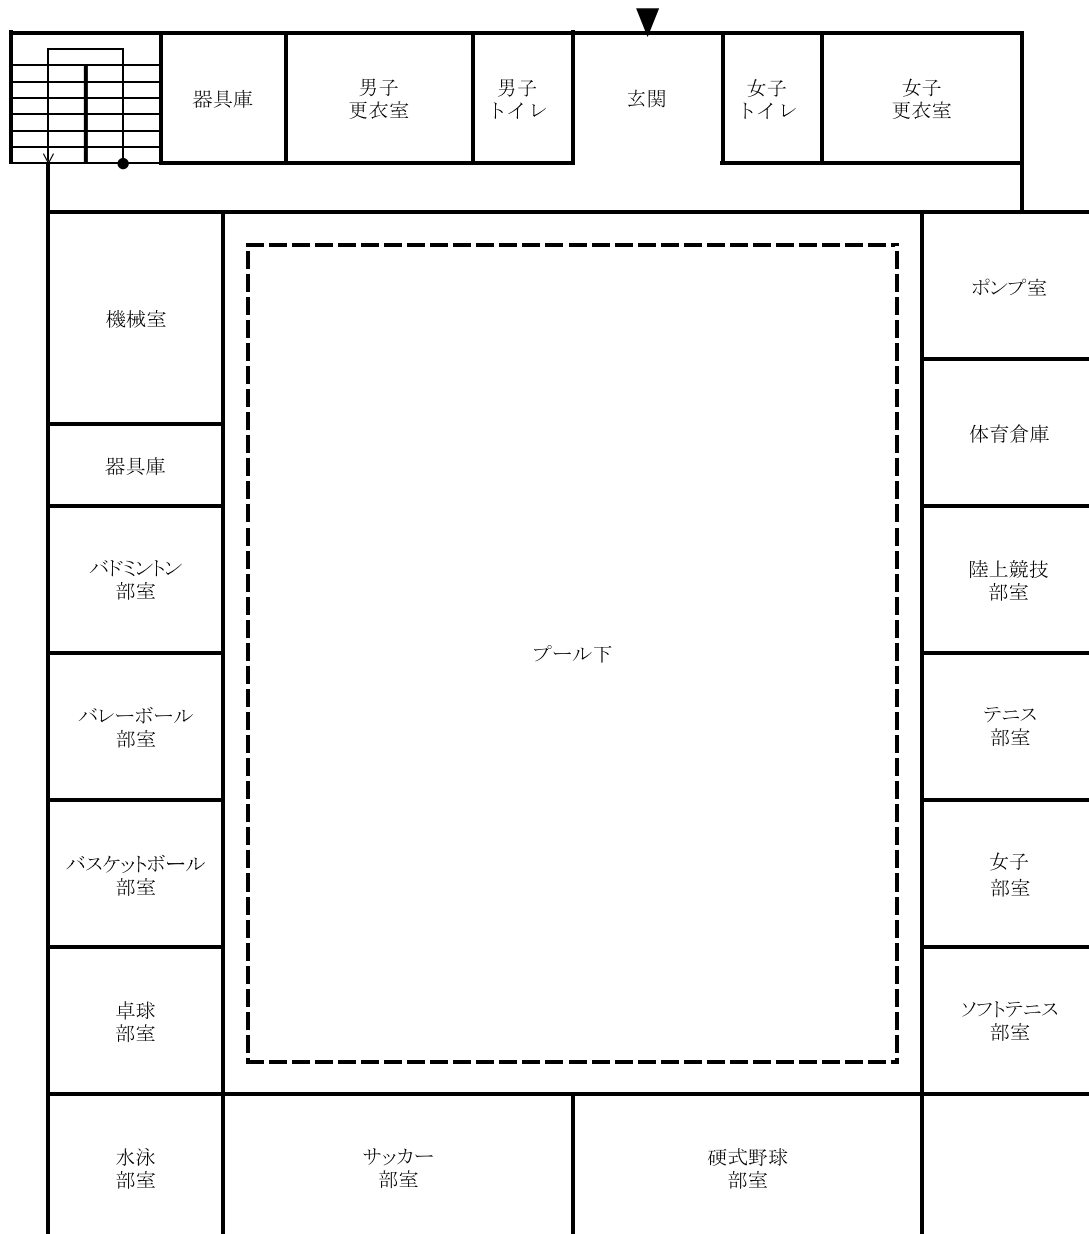 器具庫
男子
更衣室
男子
トイレ
玄関
女子
トイレ
女子
更衣室
機械室
ポンプ室
器具庫
体育倉庫
バドミントン
部室
陸上競技
部室
プール下
バレーボール
部室
テニス
部室
バスケットボール
部室
女子
部室
卓球
部室
ソフトテニス
部室
水泳
部室
サッカー
部室
硬式野球
部室